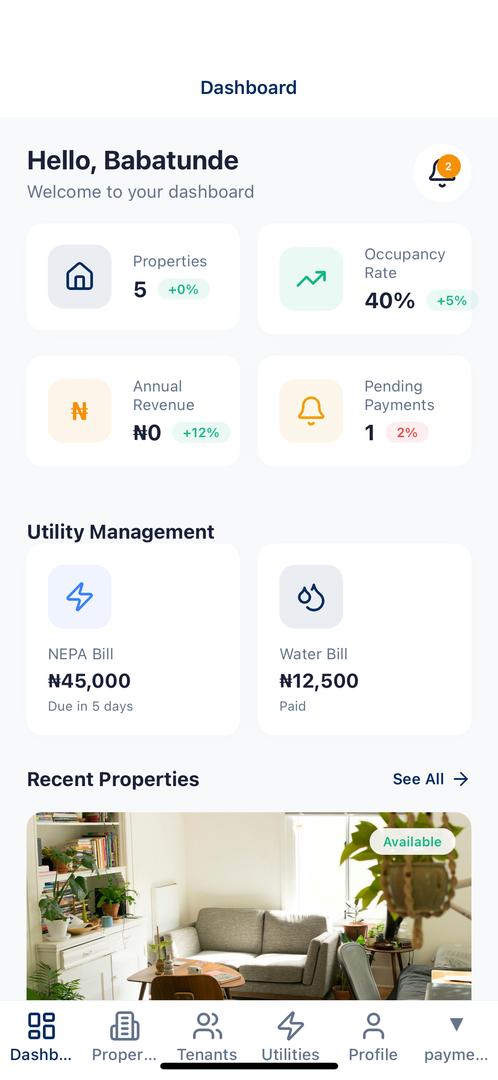 Dashboard
Hello, Babatunde
2
Welcome to your dashboard
Properties
5 +0%
Occupancy
Rate
40% +5%
₦
Annual
Revenue
₦0 +12%
Pending
Payments
1 2%
Utility Management
NEPA Bill
₦45,000
Due in 5 days
Water Bill
₦12,500
Paid
Recent Properties
See All →
Available
Dashb...
Proper...
Tenants
Utilities
Profile
payme...